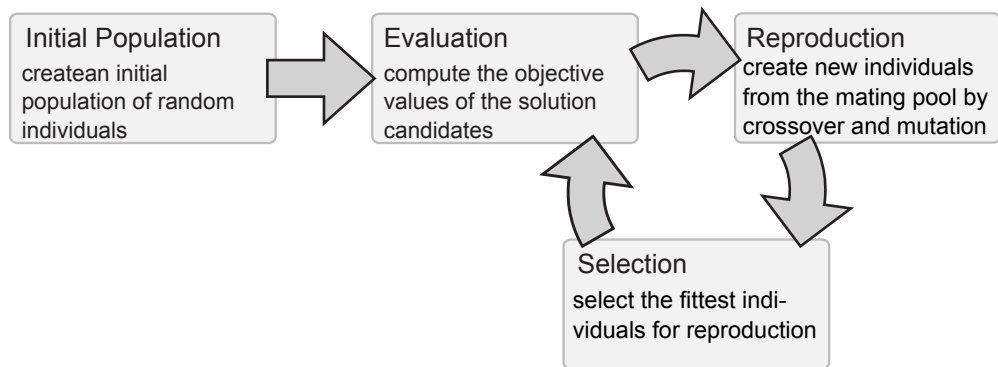 Initial Population
createan initial
population of random
individuals
Evaluation
compute the objective
values of the solution
candidates
Reproduction
create new individuals
from the mating pool by
crossover and mutation
Selection
select the fittest indi-
viduals for reproduction